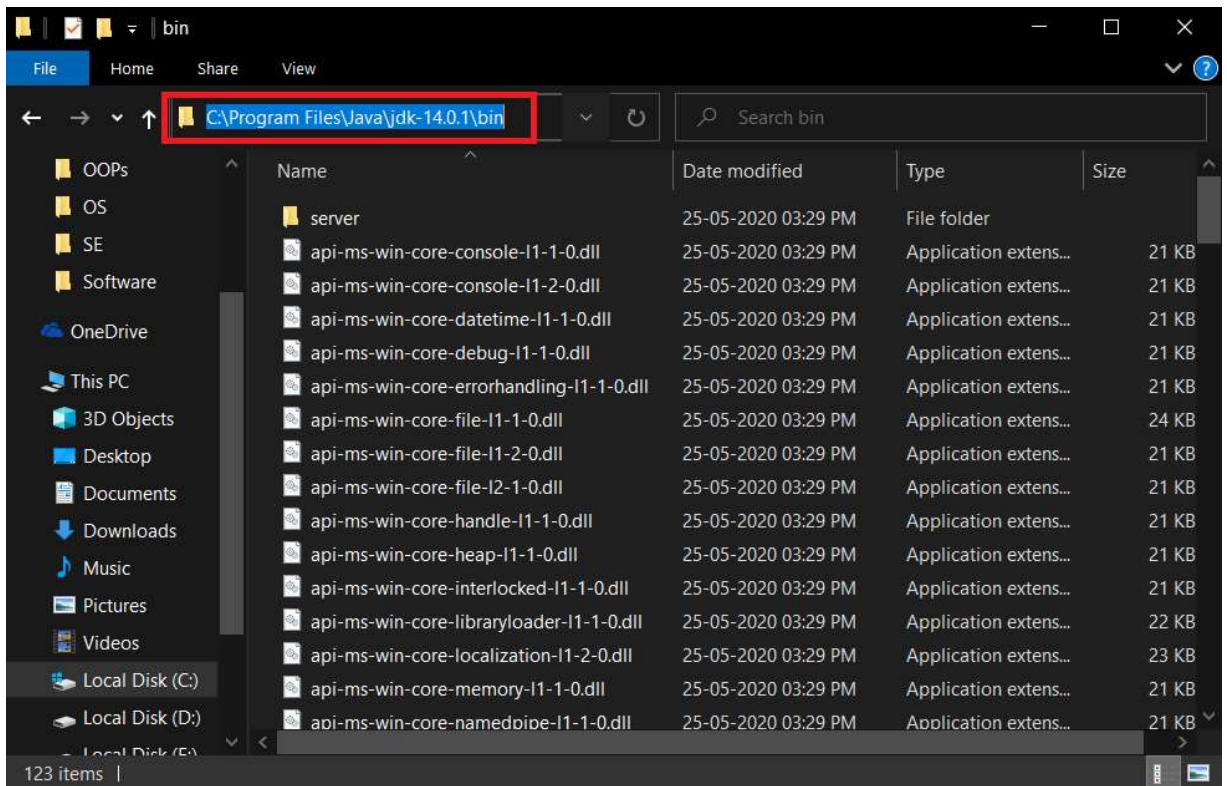 bin
File Home Share View
C:\Program Files\Java\jdk-14.0.1\bin
Search bin
OOPs
OS
SE
Software
OneDrive
This PC
3D Objects
Desktop
Documents
Downloads
Music
Pictures
Videos
Local Disk (C:)
Local Disk (D:)
Local Disk (E:)
Name Date modified Type Size
server 25-05-2020 03:29 PM File folder
api-ms-win-core-console-l1-1-0.dll 25-05-2020 03:29 PM Application extens... 21 KB
api-ms-win-core-console-l1-2-0.dll 25-05-2020 03:29 PM Application extens... 21 KB
api-ms-win-core-datetime-l1-1-0.dll 25-05-2020 03:29 PM Application extens... 21 KB
api-ms-win-core-debug-l1-1-0.dll 25-05-2020 03:29 PM Application extens... 21 KB
api-ms-win-core-errorhandling-l1-1-0.dll 25-05-2020 03:29 PM Application extens... 21 KB
api-ms-win-core-file-l1-1-0.dll 25-05-2020 03:29 PM Application extens... 24 KB
api-ms-win-core-file-l1-2-0.dll 25-05-2020 03:29 PM Application extens... 21 KB
api-ms-win-core-file-l2-1-0.dll 25-05-2020 03:29 PM Application extens... 21 KB
api-ms-win-core-handle-l1-1-0.dll 25-05-2020 03:29 PM Application extens... 21 KB
api-ms-win-core-heap-l1-1-0.dll 25-05-2020 03:29 PM Application extens... 21 KB
api-ms-win-core-interlocked-l1-1-0.dll 25-05-2020 03:29 PM Application extens... 21 KB
api-ms-win-core-libraryloader-l1-1-0.dll 25-05-2020 03:29 PM Application extens... 22 KB
api-ms-win-core-localization-l1-2-0.dll 25-05-2020 03:29 PM Application extens... 23 KB
api-ms-win-core-memory-l1-1-0.dll 25-05-2020 03:29 PM Application extens... 21 KB
api-ms-win-core-namedpipe-l1-1-0.dll 25-05-2020 03:29 PM Application extens... 21 KB
123 items